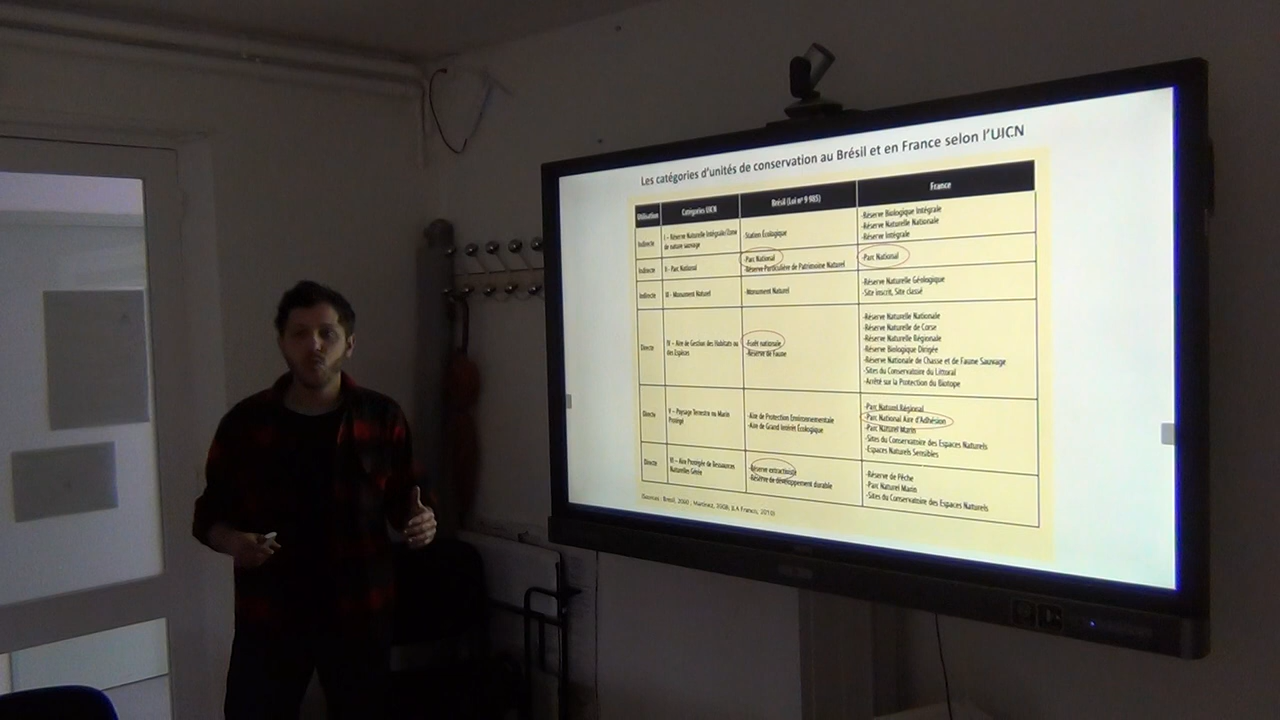 Les catégories d'unités de conservation au Brésil et en France selon l'UICN
Utilisation Catégories UICN Brésil (Loi nº 9 985) France
Indirecte I – Réserve Naturelle Intégrale/Zone de nature sauvage -Station Écologique -Réserve Biologique Intégrale
-Réserve Naturelle Nationale
-Réserve Intégrale
Indirecte II - Parc National -Parc National -Parc National
-Réserve Particulière de Patrimoine Naturel
Indirecte III - Monument Naturel -Monument Naturel -Réserve Naturelle Géologique
-Site inscrit, Site classé
Directe IV – Aire de Gestion des Habitats ou des Espèces -Forêt nationale
-Réserve de Faune
-Réserve Naturelle Nationale
-Réserve Naturelle de Corse
-Réserve Naturelle Régionale
-Réserve Biologique Dirigée
-Réserve Nationale de Chasse et de Faune Sauvage
-Sites du Conservatoire du Littoral
-Arrêté sur la Protection du Biotope
Directe V – Paysage Terrestre ou Marin Protégé -Aire de Protection Environnementale
-Aire de Grand Intérêt Écologique
-Parc Naturel Régional
-Parc National Aire d'Adhésion
-Parc Naturel Marin
-Sites du Conservatoire des Espaces Naturels
-Espaces Naturels Sensibles
Directe VI – Aire Protégée de Ressources Naturelles Gérée -Réserve extractiviste
-Réserve de développement durable
-Réserve de Pêche
-Parc Naturel Marin
-Sites du Conservatoire des Espaces Naturels
Brésil, 2000 ; Martinez, 2008; France, 2010)